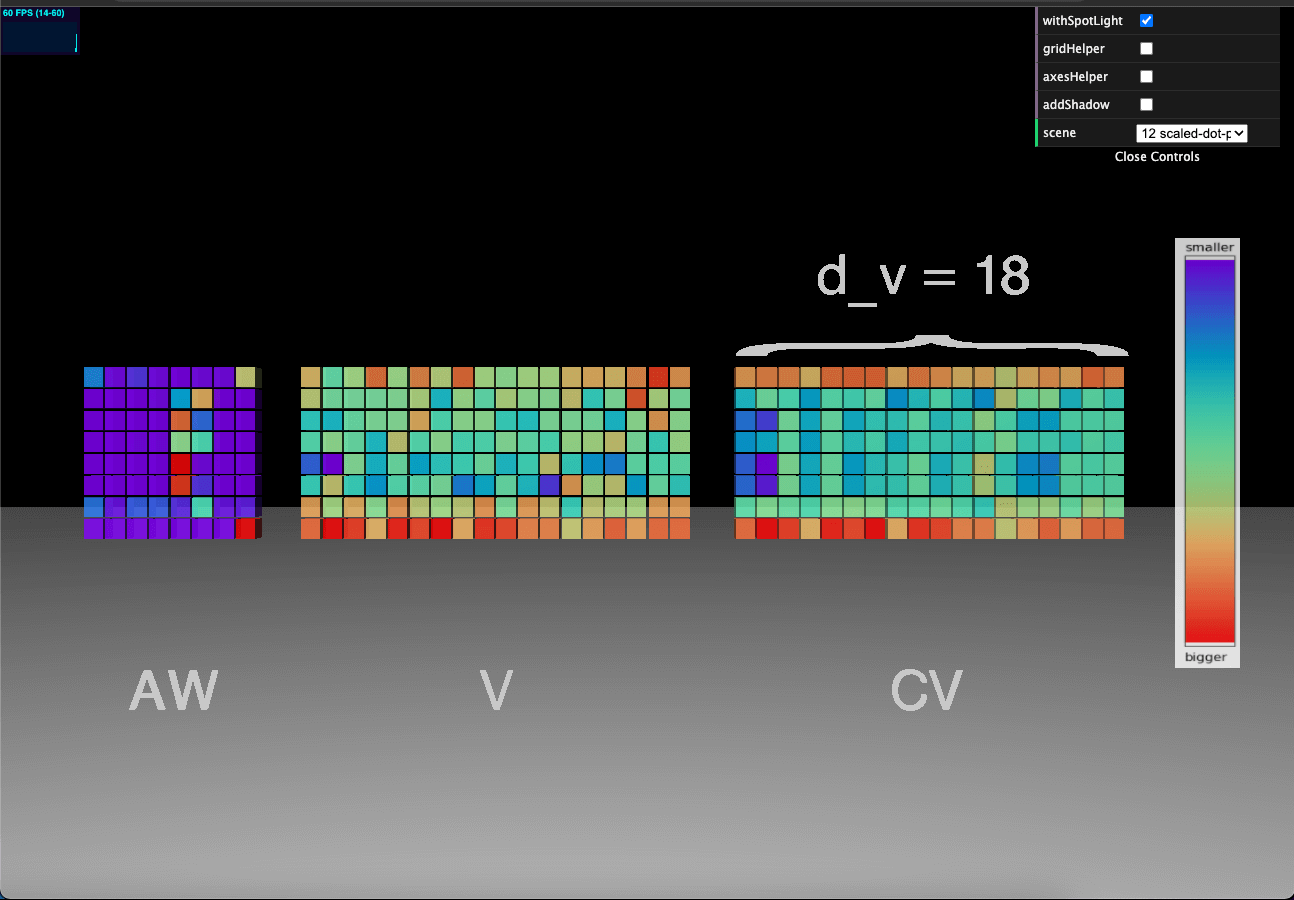 60 FPS (14-60)
withSpotLight
gridHelper
axesHelper
addShadow
scene
12 scaled-dot-p
Close Controls
d_v = 18
smaller
bigger
AW
V
CV